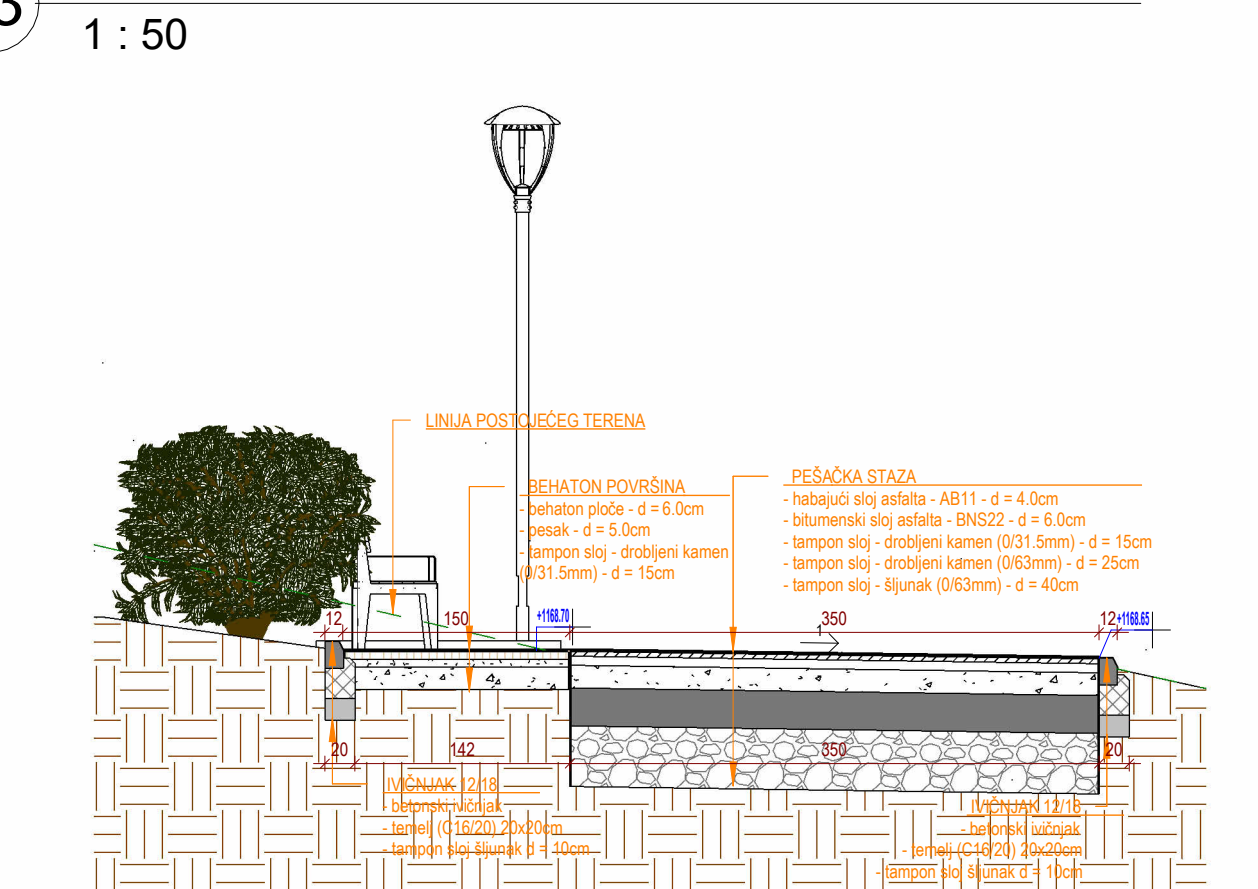 3
1 : 50
LINIJA POSTOJEĆEG TERENA
BEHATON POVRŠINA
- behaton ploče - d = 6.0cm
- pesak - d = 5.0cm
- tampon sloj - drobljeni kamen
(0/31.5mm) - d = 15cm
PEŠAČKA STAZA
- habajući sloj asfalta - AB11 - d = 4.0cm
- bitumenski sloj asfalta - BNS22 - d = 6.0cm
- tampon sloj - drobljeni kamen (0/31.5mm) - d = 15cm
- tampon sloj - drobljeni kamen (0/63mm) - d = 25cm
- tampon sloj - šljunak (0/63mm) - d = 40cm
12
150
+1168.70
350
12
+1168.65
1
20
142
350
20
IVIČNJAK 12/18
- betonski ivičnjak
- temelj (C16/20) 20x20cm
- tampon sloj šljunak d = 10cm
IVIČNJAK 12/18
- betonski ivičnjak
- temelj (C16/20) 20x20cm
- tampon sloj šljunak d = 10cm